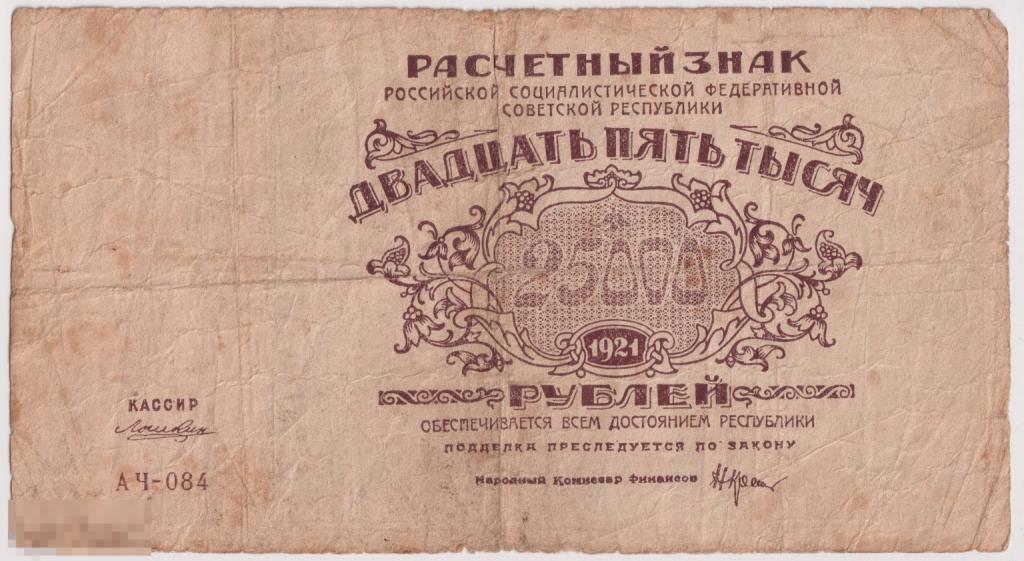 РАСЧЕТНЫЙ ЗНАК
РОССИЙСКОЙ СОЦИАЛИСТИЧЕСКОЙ ФЕДЕРАТИВНОЙ
СОВЕТСКОЙ РЕСПУБЛИКИ
ДВАДЦАТЬ ПЯТЬ ТЫСЯЧ
25000
1921
РУБЛЕЙ
ОБЕСПЕЧИВАЕТСЯ ВСЕМ ДОСТОЯНИЕМ РЕСПУБЛИКИ
ПОДДЕЛКА ПРЕСЛЕДУЕТСЯ ПО ЗАКОНУ
Народный Комиссар Финансов
КАССИР
АЧ-084